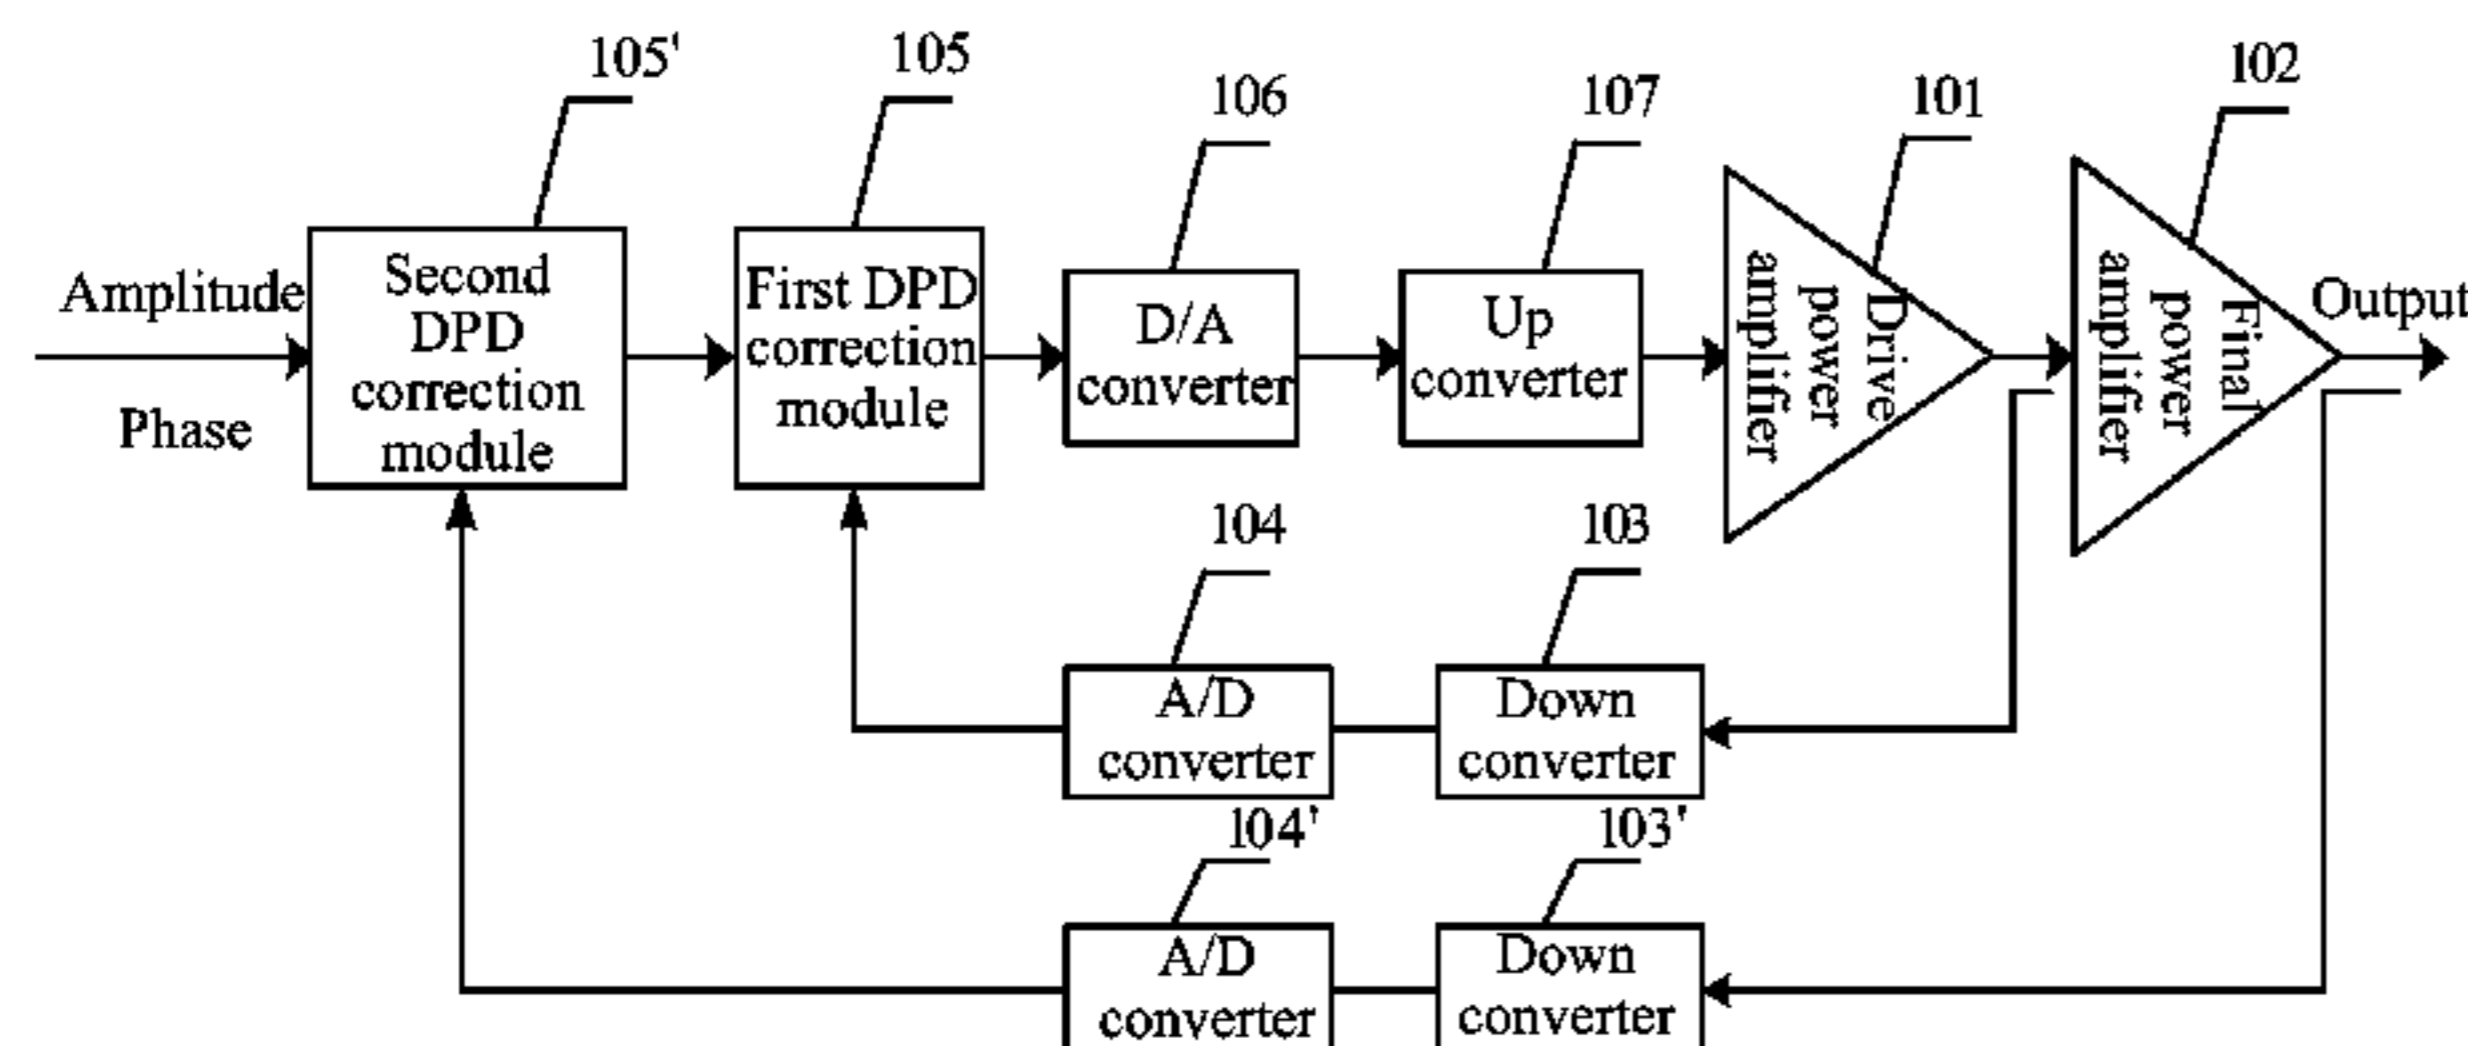 105'
105
106
107
101
102
Amplitude
Phase
Second
DPD
correction
module
First DPD
correction
module
D/A
converter
Up
converter
Drive
power
amplifier
Final
power
amplifier
Output
104
103
A/D
converter
Down
converter
104'
103'
A/D
converter
Down
converter